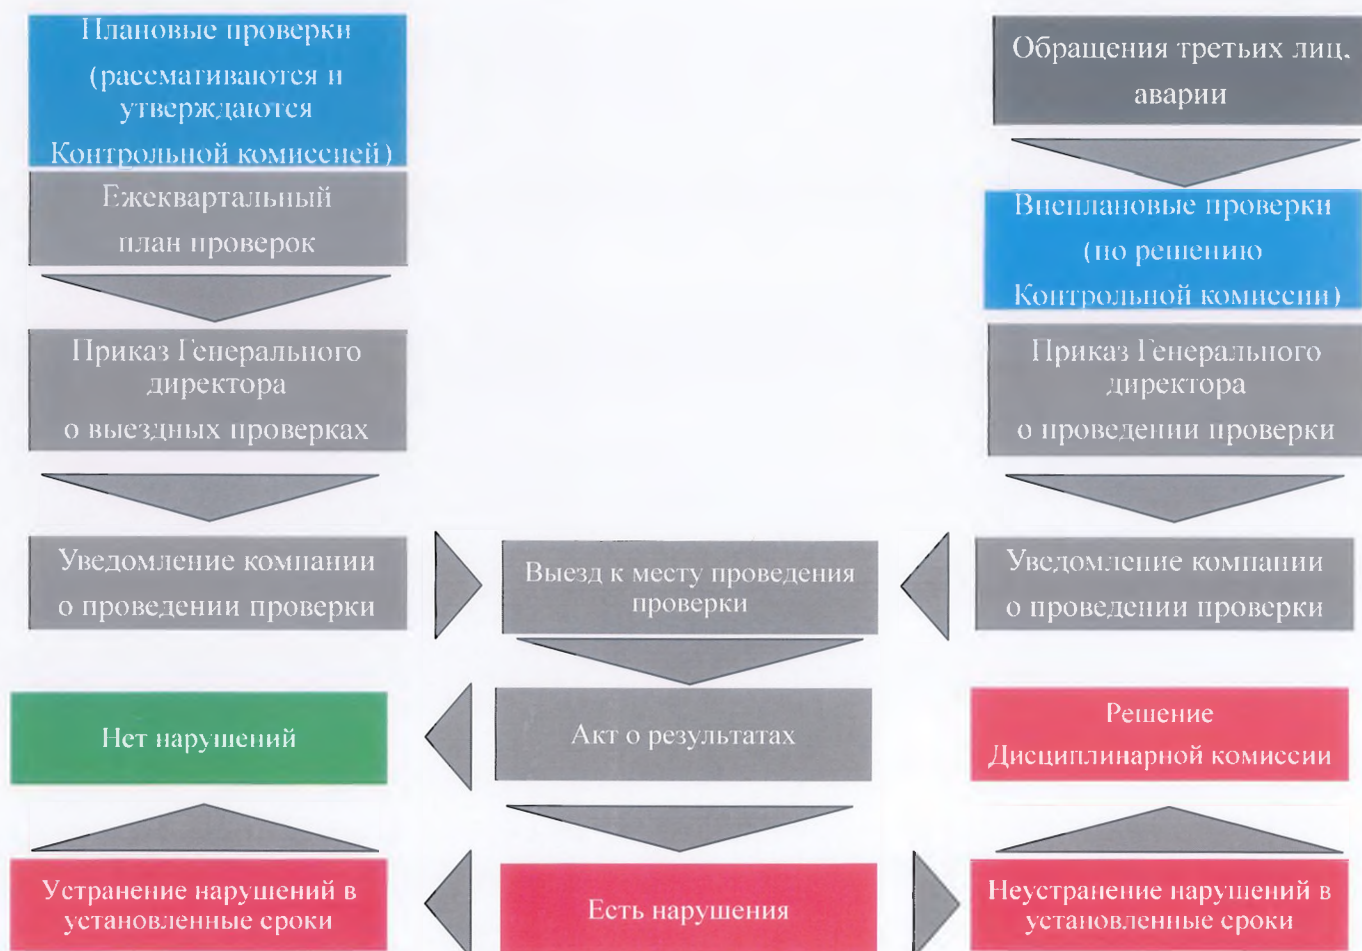 Плановые проверки
(рассмативаются и
утверждаются
Контрольной комиссией)
Ежеквартальный
план проверок
Приказ Генерального
директора
о выездных проверках
Уведомление компании
о проведении проверки
Обращения третьих лиц,
аварии
Внеплановые проверки
(по решению
Контрольной комиссии)
Приказ Генерального
директора
о проведении проверки
Уведомление компании
о проведении проверки
Выезд к месту проведения
проверки
Акт о результатах
Нет нарушений
Решение
Дисциплинарной комиссии
Устранение нарушений в
установленные сроки
Есть нарушения
Неустранение нарушений в
установленные сроки